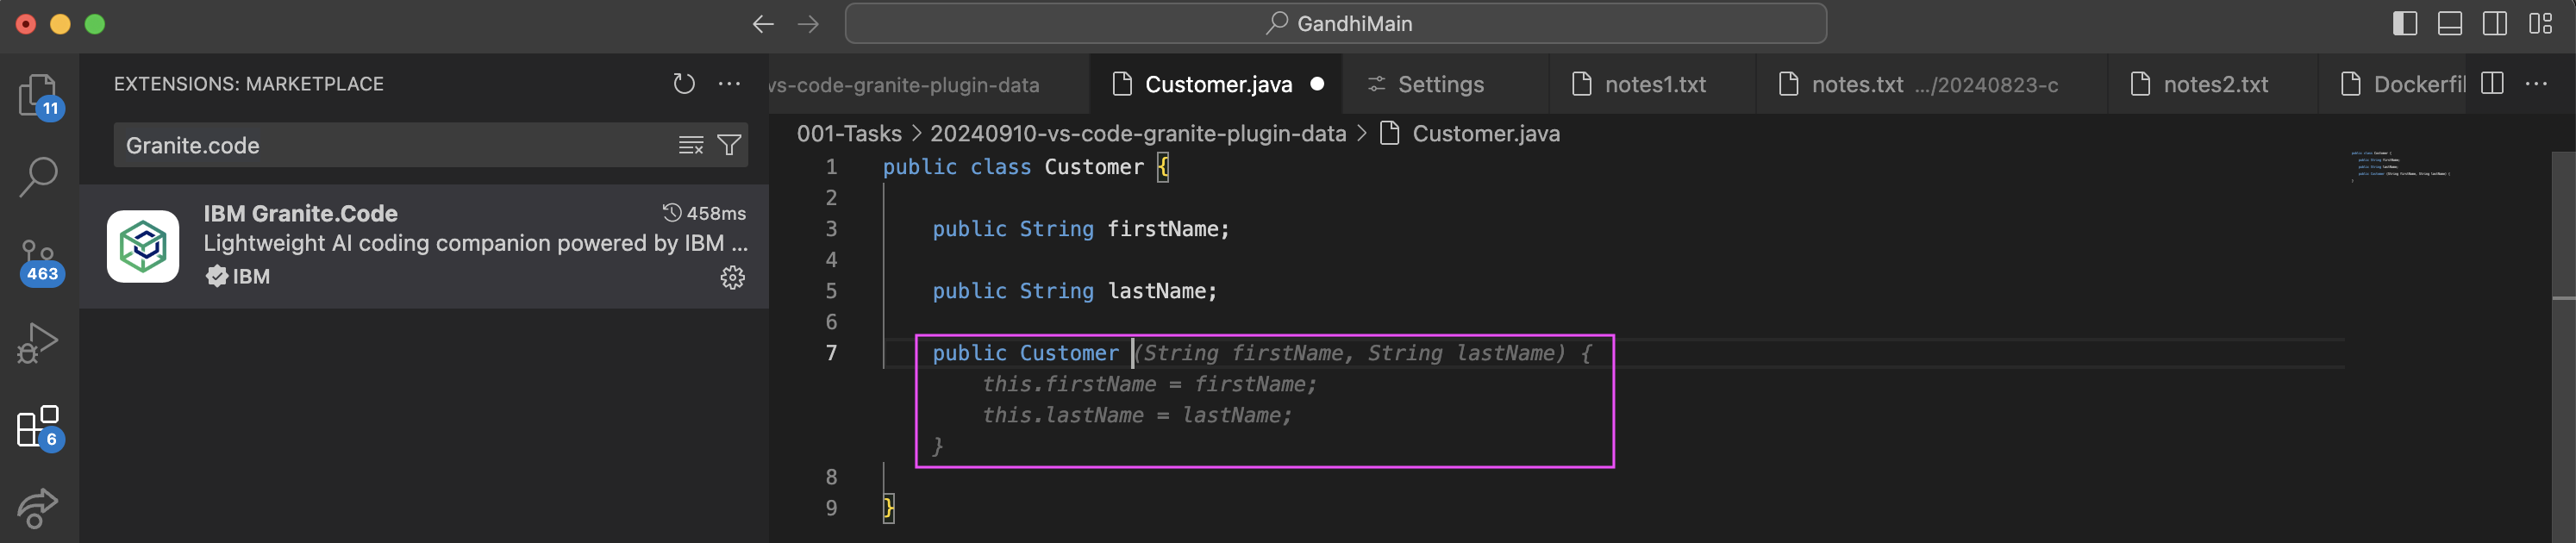 GandhiMain
EXTENSIONS: MARKETPLACE
Granite.code
IBM Granite.Code
458ms
Lightweight AI coding companion powered by IBM ...
IBM
11
463
6
vs-code-granite-plugin-data
Customer.java
Settings
notes1.txt
notes.txt .../20240823-c
notes2.txt
Dockerfil
001-Tasks > 20240910-vs-code-granite-plugin-data > Customer.java
1 public class Customer {
2
3 public String firstName;
4
5 public String lastName;
6
7 public Customer (String firstName, String lastName) {
this.firstName = firstName;
this.lastName = lastName;
}
8
9 }